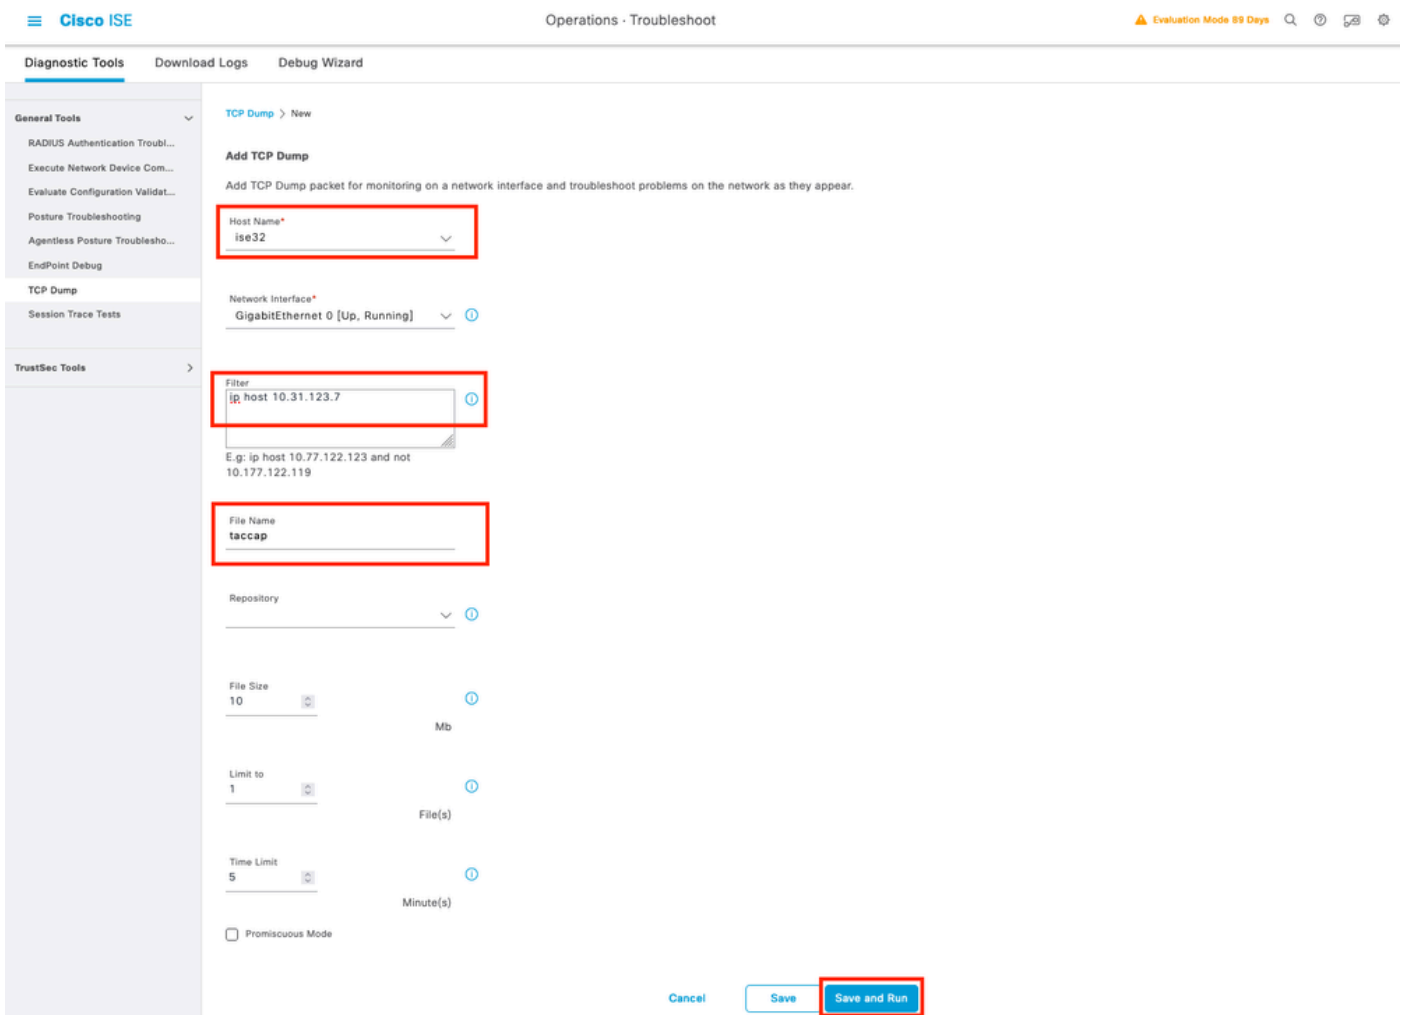 Cisco ISE
Operations · Troubleshoot
Evaluation Mode 89 Days
Diagnostic Tools
Download Logs
Debug Wizard
General Tools
RADIUS Authentication Troubl...
Execute Network Device Com...
Evaluate Configuration Validat...
Posture Troubleshooting
Agentless Posture Troublesho...
EndPoint Debug
TCP Dump
Session Trace Tests
TrustSec Tools
TCP Dump > New
Add TCP Dump
Add TCP Dump packet for monitoring on a network interface and troubleshoot problems on the network as they appear.
Host Name*
ise32
Network Interface*
GigabitEthernet 0 [Up, Running]
Filter
ip host 10.31.123.7
E.g: ip host 10.77.122.123 and not
10.177.122.119
File Name
taccap
Repository
File Size
10
Mb
Limit to
1
File(s)
Time Limit
5
Minute(s)
Promiscuous Mode
Cancel
Save
Save and Run